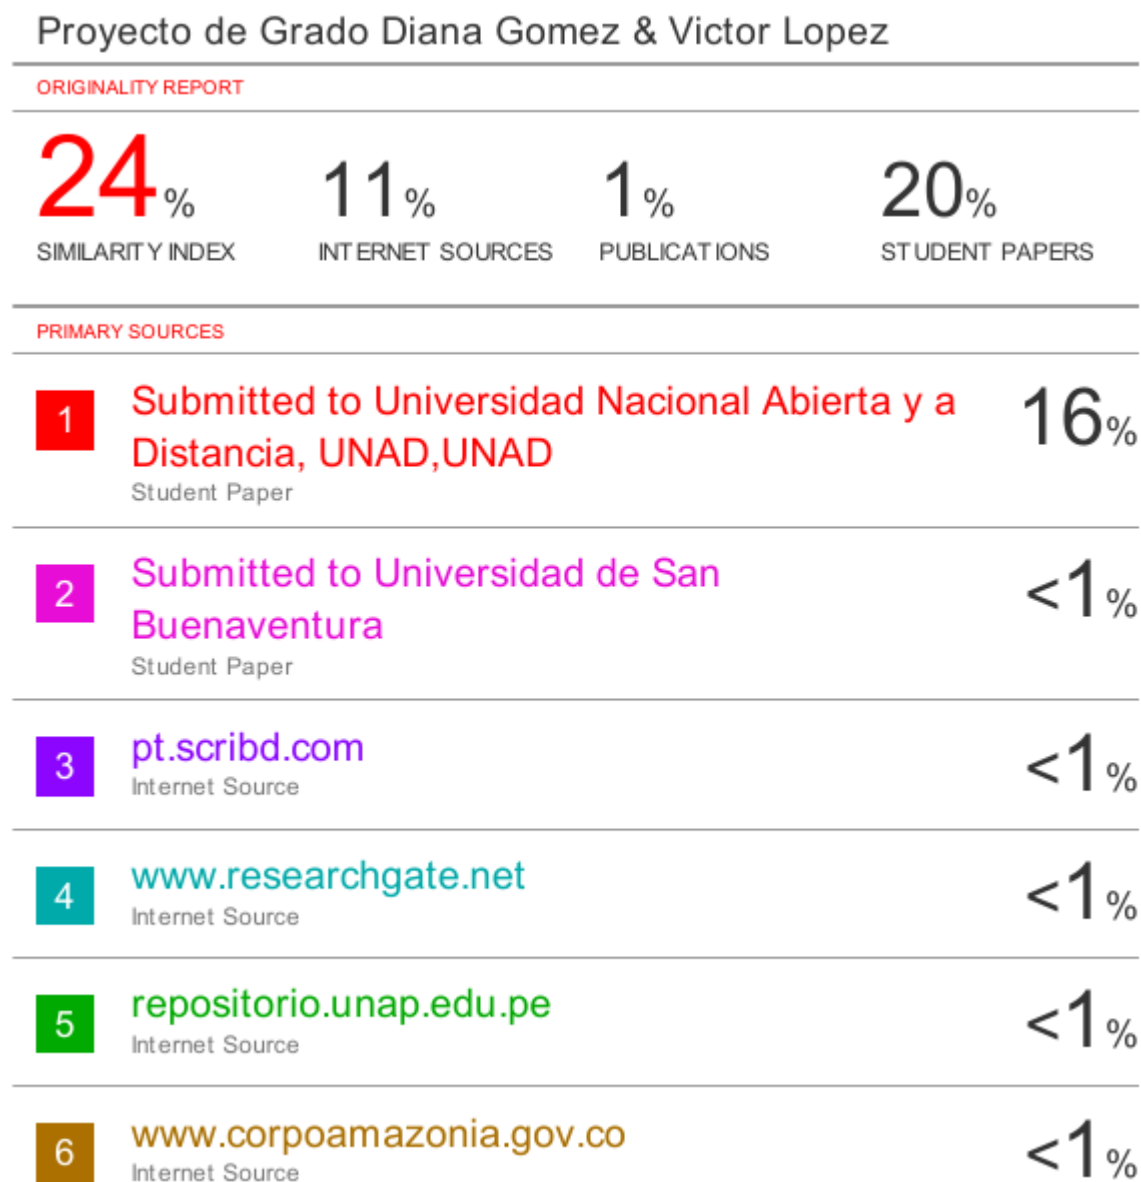 Proyecto de Grado Diana Gomez & Victor Lopez
ORIGINALITY REPORT
24% 11% 1% 20%
SIMILARITY INDEX INTERNET SOURCES PUBLICATIONS STUDENT PAPERS
PRIMARY SOURCES
1 Submitted to Universidad Nacional Abierta y a 16%
Distancia, UNAD,UNAD
Student Paper
2 Submitted to Universidad de San <1%
Buenaventura
Student Paper
3 pt.scribd.com <1%
Internet Source
4 www.researchgate.net <1%
Internet Source
5 repositorio.unap.edu.pe <1%
Internet Source
6 www.corpoamazonia.gov.co <1%
Internet Source